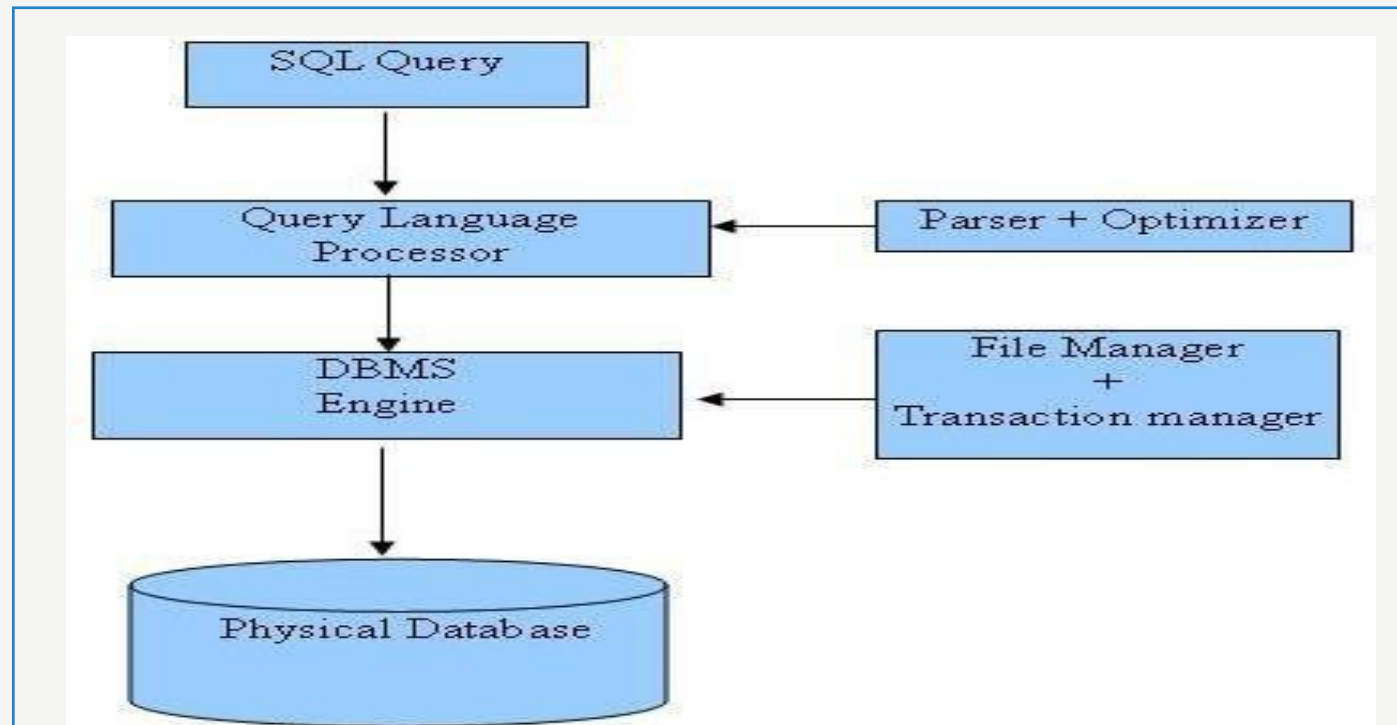 SQL Query
Query Language
Processor
Parser + Optimizer
DBMS
Engine
File Manager
+
Transaction manager
Physical Database